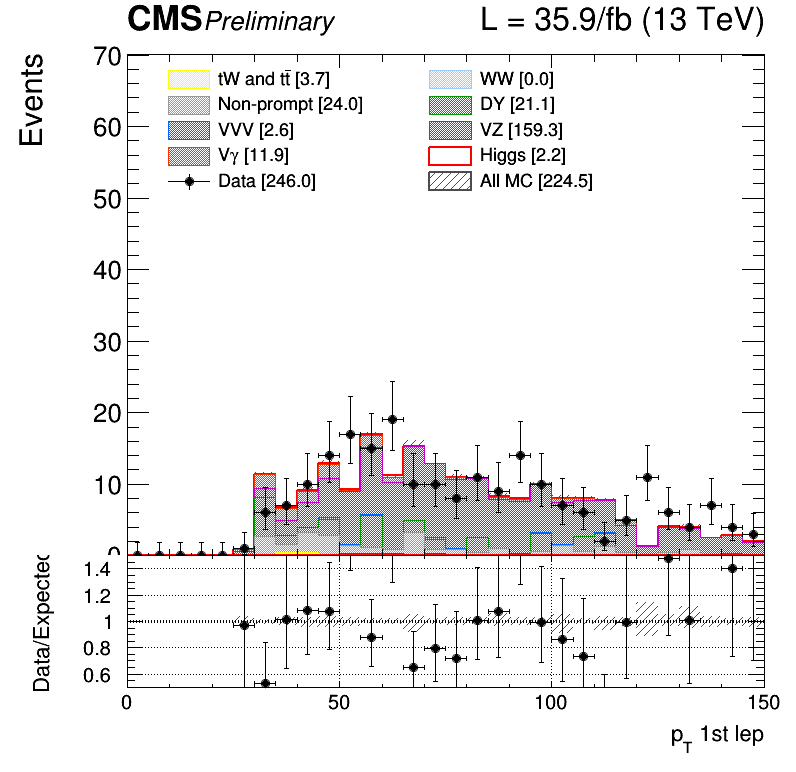 CMS Preliminary L = 35.9/fb (13 TeV)
Events
70
60
50
40
30
20
10
0
tW and tt̄ [3.7]
WW [0.0]
Non-prompt [24.0]
DY [21.1]
VVV [2.6]
VZ [159.3]
Vγ [11.9]
Higgs [2.2]
Data [246.0]
All MC [224.5]
Data/Expected
1.4
1.2
1
0.8
0.6
0 50 100 150
p_T 1st lep